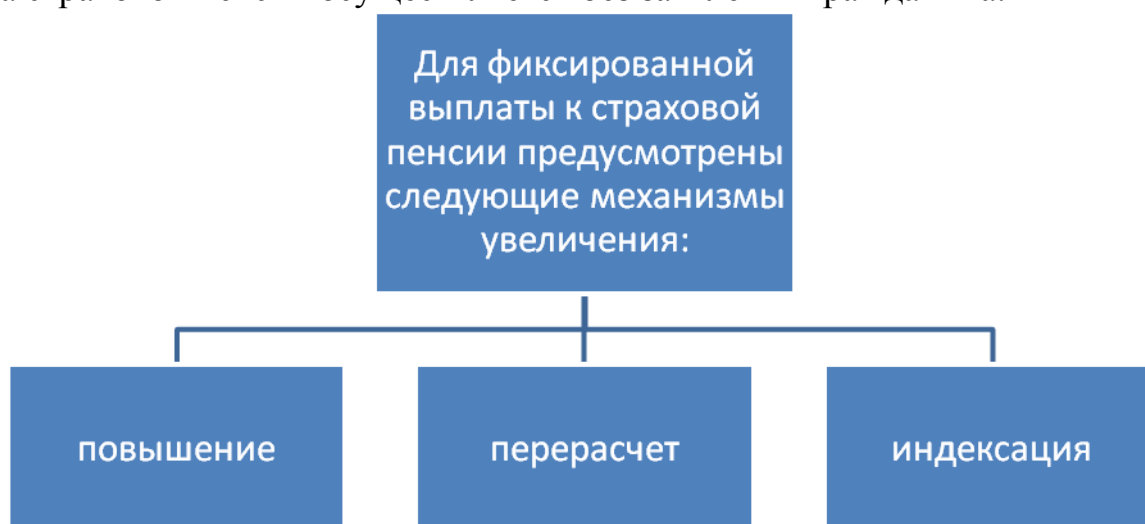 Для фиксированной
выплаты к страховой
пенсии предусмотрены
следующие механизмы
увеличения:
повышение
перерасчет
индексация